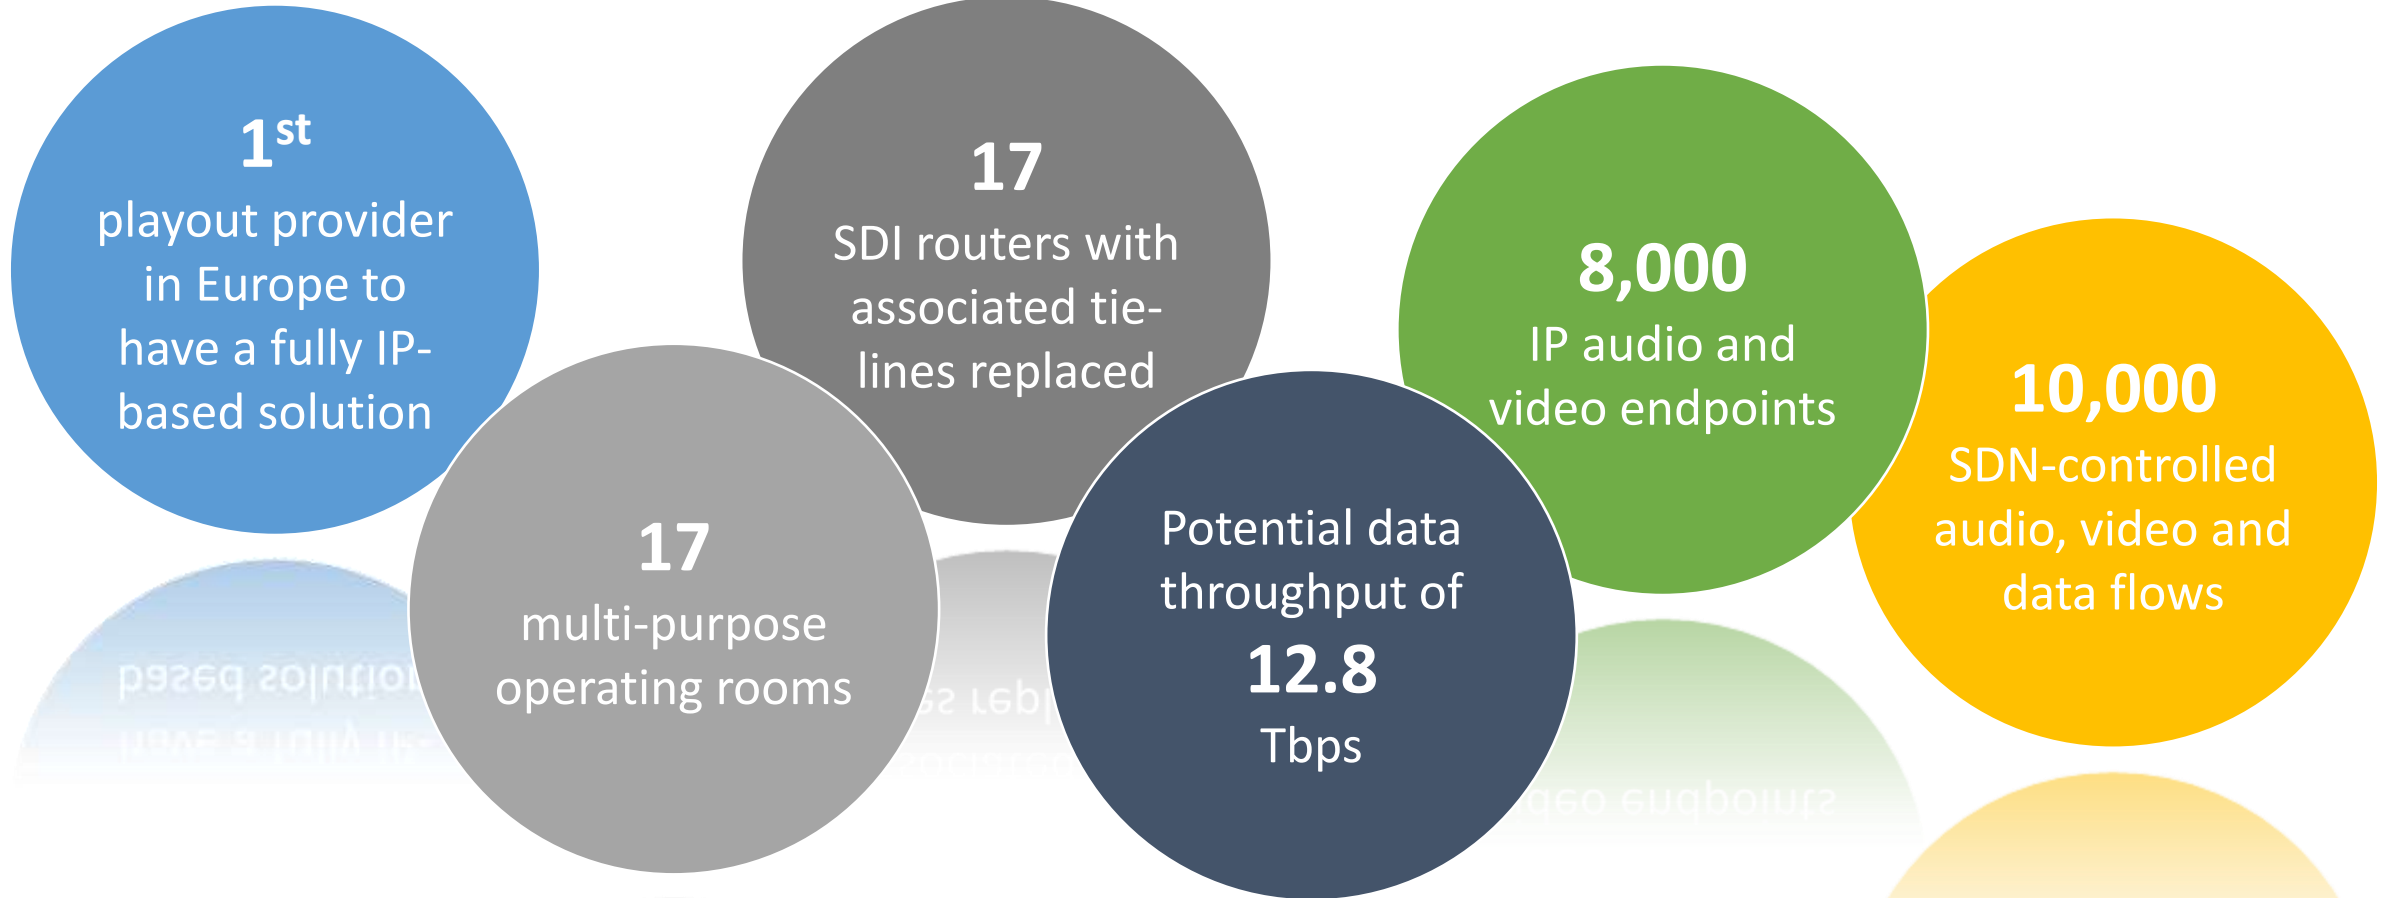 1st
playout provider
in Europe to
have a fully IP-
based solution
17
multi-purpose
operating rooms
17
SDI routers with
associated tie-
lines replaced
Potential data
throughput of
12.8
Tbps
8,000
IP audio and
video endpoints
10,000
SDN-controlled
audio, video and
data flows